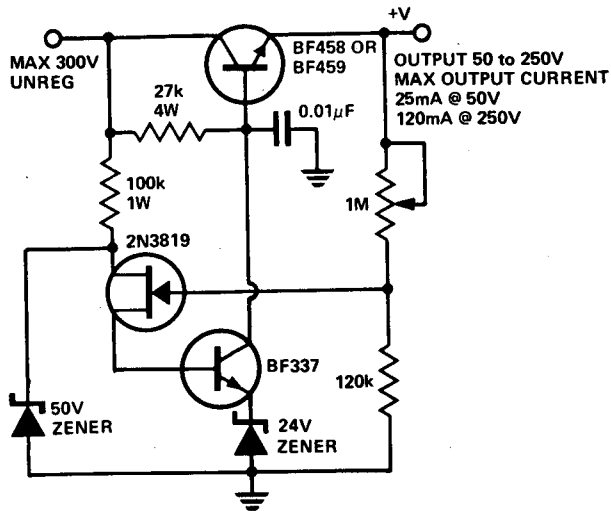 +V
MAX 300V
UNREG
BF458 OR
BF459
OUTPUT 50 to 250V
MAX OUTPUT CURRENT
25mA @ 50V
120mA @ 250V
27k
4W
0.01μF
100k
1W
1M
2N3819
BF337
120k
50V
ZENER
24V
ZENER